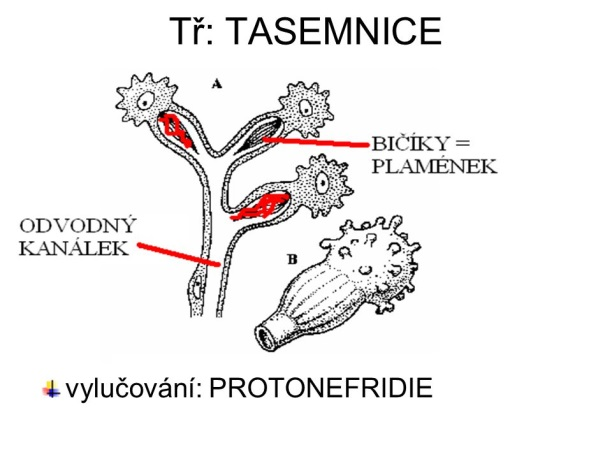 Tř: TASEMNICE
A
BIČÍKY =
PLAMÉNEK
ODVODNÝ
KANÁLEK
B
vylučování: PROTONEFRIDIE